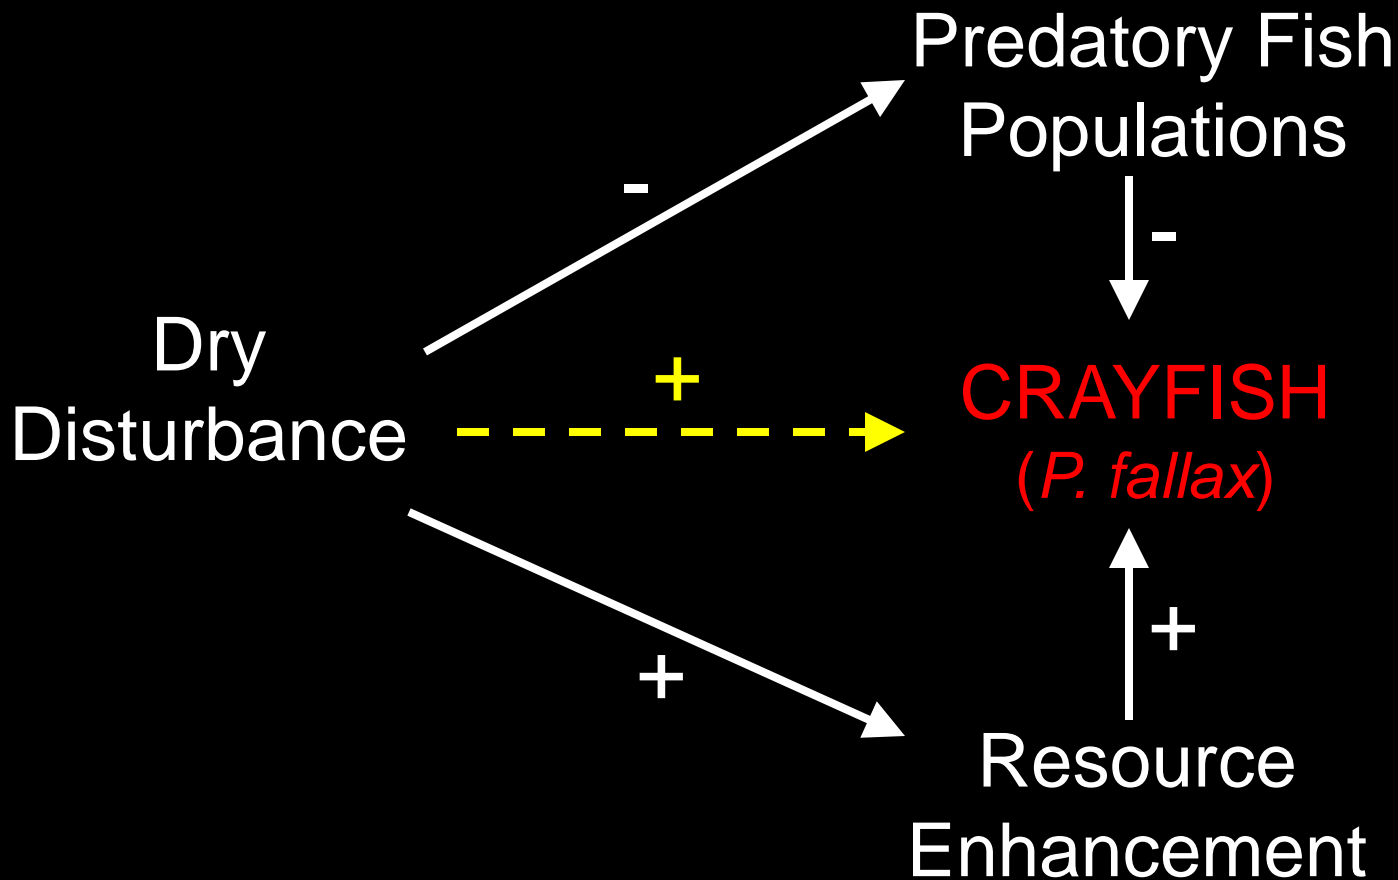 Predatory Fish
Populations
-
-
Dry
Disturbance
+
CRAYFISH
(P. fallax)
+
+
Resource
Enhancement